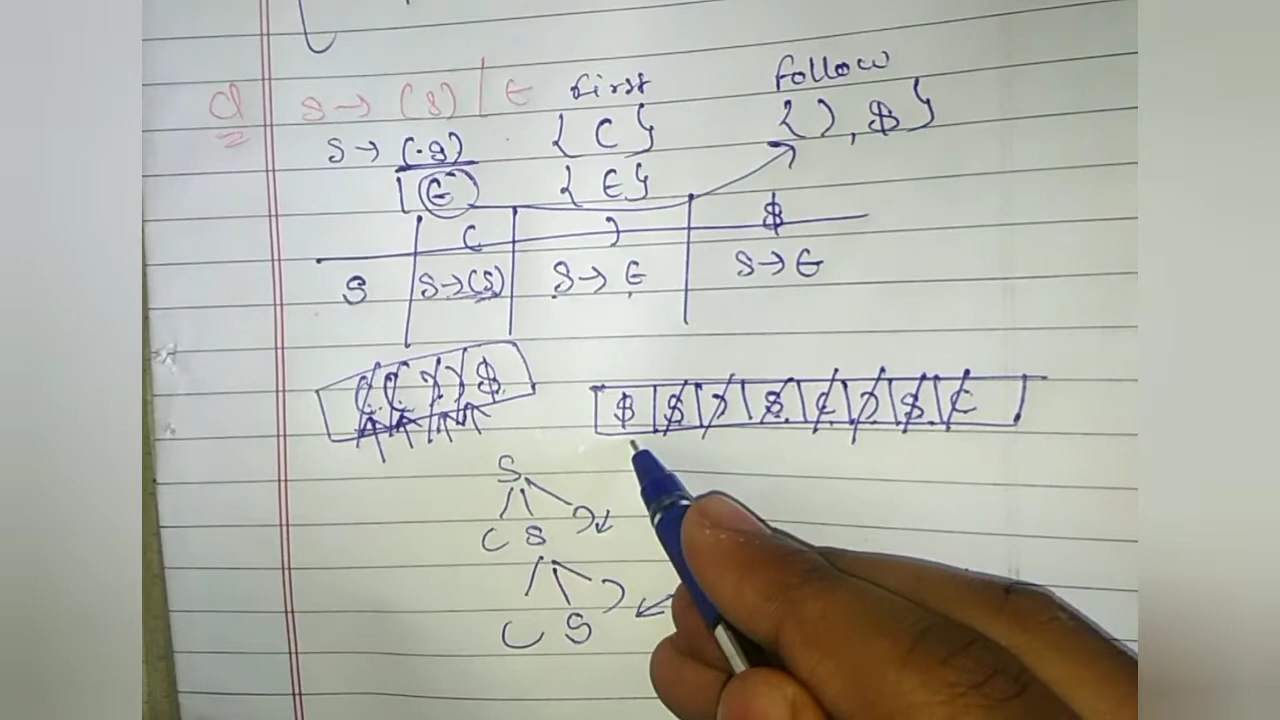 Q S → (S) | ε first follow
S → (·S) { ( } { ), $ }
| ε) { ε }
( ) $
S S→(S) S→ ε S→ ε
( ( ) ) $
$ S ) S ( ) S (
S
( S )
( S )